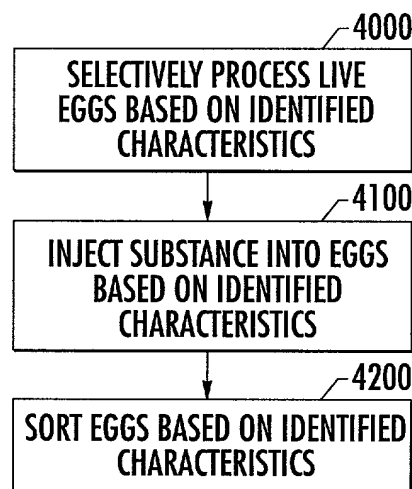 4000
SELECTIVELY PROCESS LIVE
EGGS BASED ON IDENTIFIED
CHARACTERISTICS
4100
INJECT SUBSTANCE INTO EGGS
BASED ON IDENTIFIED
CHARACTERISTICS
4200
SORT EGGS BASED ON IDENTIFIED
CHARACTERISTICS